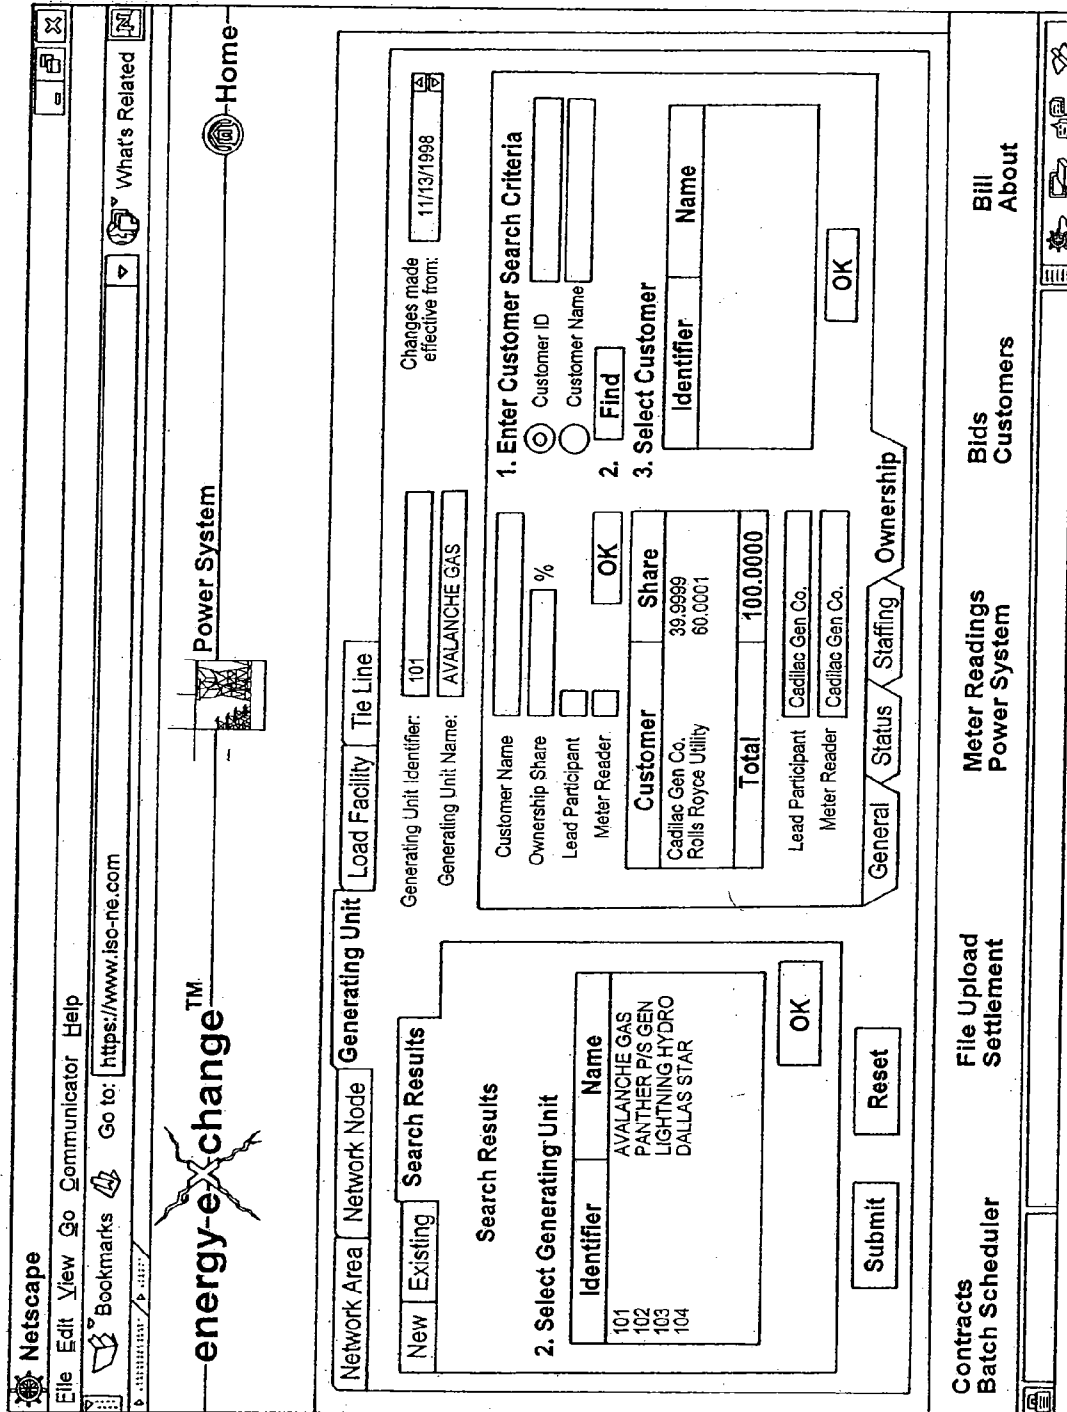 Netscape
File Edit View Go Communicator Help
Bookmarks Go to: https://www.iso-ne.com What's Related N
energy-e-x-change™ Power System Home
Network Area Network Node Generating Unit Load Facility Tie Line
New Existing Search Results
Search Results
2. Select Generating Unit
Identifier Name
101 AVALANCHE GAS
102 PANTHER P/S GEN
103 LIGHTNING HYDRO
104 DALLAS STAR
OK
Submit Reset
Generating Unit Identifier: 101
Generating Unit Name: AVALANCHE GAS
Changes made
effective from: 11/13/1998
Customer Name
Ownership Share %
Lead Participant
Meter Reader OK
Customer Share
Cadilac Gen Co. 39.9999
Rolls Royce Utility 60.0001
Total 100.0000
Lead Participant Cadilac Gen Co.
Meter Reader Cadilac Gen Co.
1. Enter Customer Search Criteria
Customer ID
Customer Name
2. Find
3. Select Customer
Identifier Name
OK
General Status Staffing Ownership
Contracts File Upload Meter Readings Bids Bill
Batch Scheduler Settlement Power System Customers About